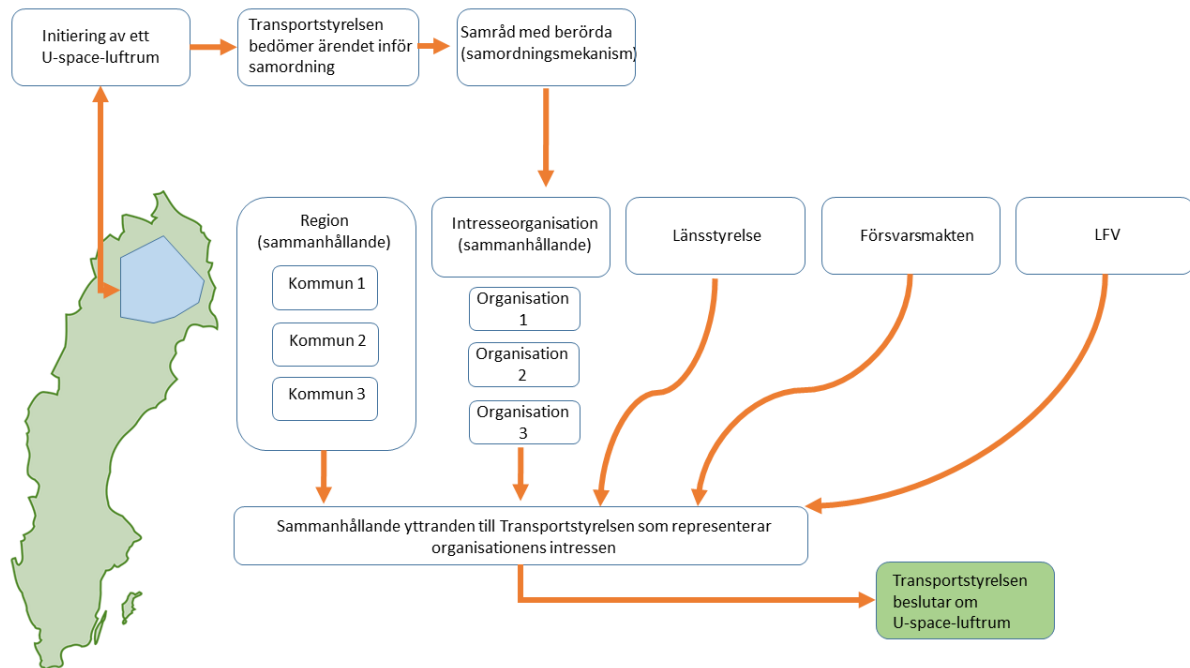 Initiering av ett
U-space-luftrum
Transportstyrelsen
bedömer ärendet inför
samordning
Samråd med berörda
(samordningsmekanism)
Region
(sammanhållande)
Kommun 1
Kommun 2
Kommun 3
Intresseorganisation
(sammanhållande)
Organisation
1
Organisation
2
Organisation
3
Länsstyrelse
Försvarsmakten
LFV
Sammanhållande yttranden till Transportstyrelsen som representerar
organisationens intressen
Transportstyrelsen
beslutar om
U-space-luftrum